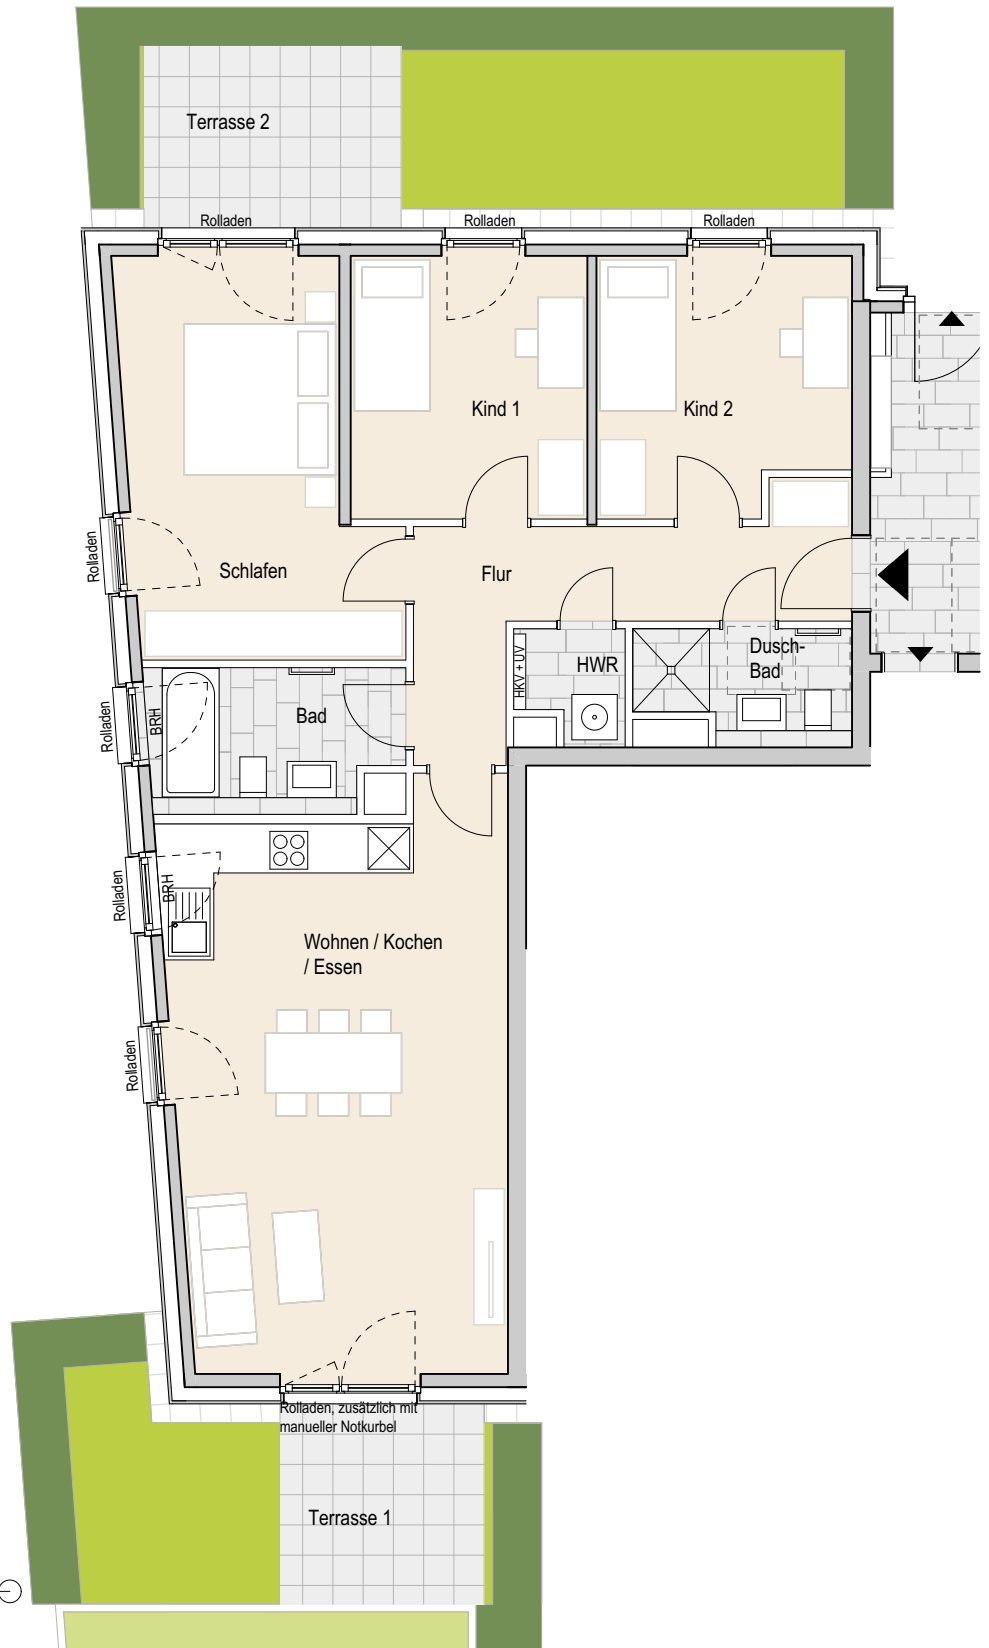 Terrasse 2
Rolladen
Rolladen
Rolladen
Kind 1
Kind 2
Rolladen
Schlafen
Flur
HKV + UV
HWR
Dusch-
Bad
Rolladen
BRH
Bad
Rolladen
BRH
Wohnen / Kochen
/ Essen
Rolladen
Rolladen, zusätzlich mit
manueller Notkurbel
Terrasse 1